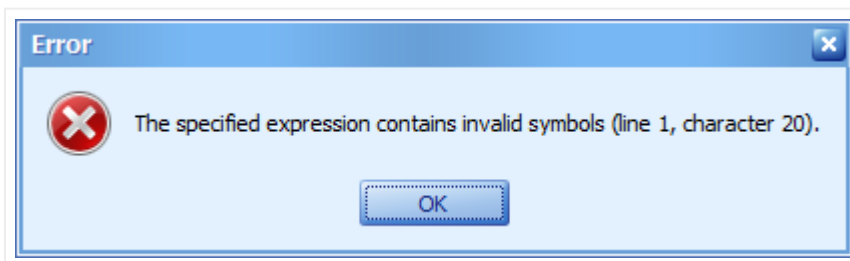 Error
The specified expression contains invalid symbols (line 1, character 20).
OK